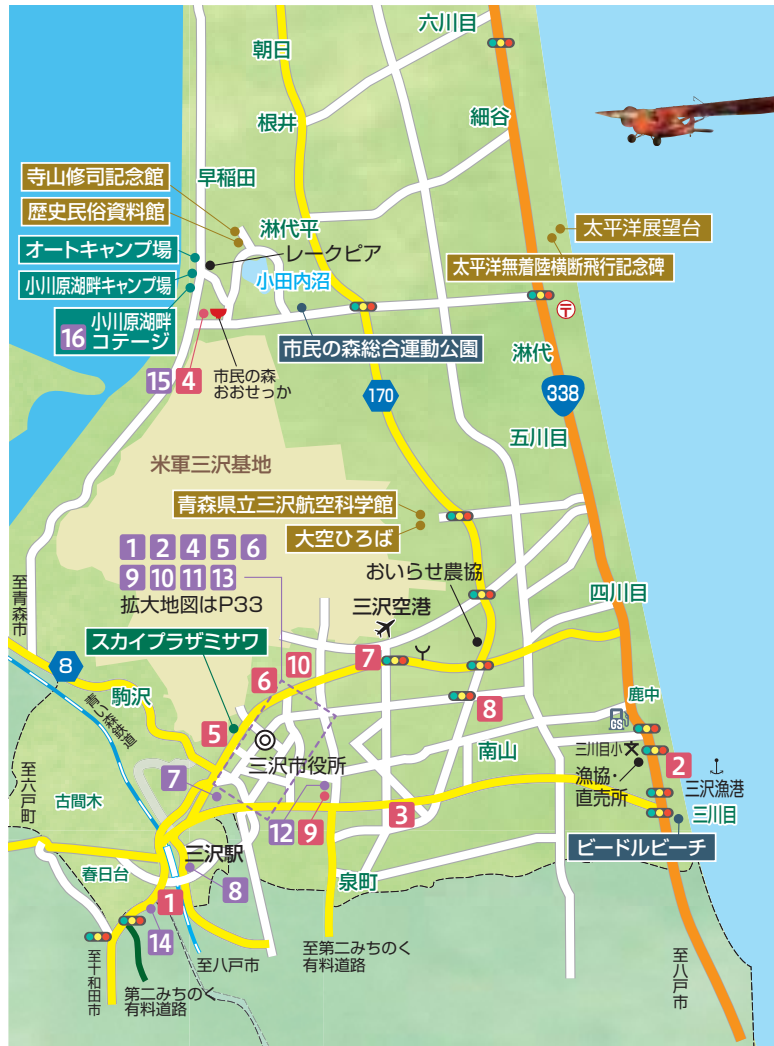 六川目
朝日
細谷
根井
寺山修司記念館
早稲田
歴史民俗資料館
淋代平
太平洋展望台
オートキャンプ場
レークピア
小川原湖畔キャンプ場
小田内沼
太平洋無着陸横断飛行記念碑
16 小川原湖畔
コテージ
〒
市民の森総合運動公園
淋代
15 4
市民の森
おおせっか
170
338
五川目
米軍三沢基地
青森県立三沢航空科学館
大空ひろば
1 2 4 5 6
9 10 11 13
拡大地図はP33
おいらせ農協
至青森市
三沢空港
四川目
スカイプラザミサワ
7
10
6
8
駒沢
青い森鉄道
8
鹿中
GS
5
三沢市役所
南山
三川目小
文
2
漁協・
直売所
三沢漁港
三川目
至六戸町
7
古間木
12 9
3
ビードルビーチ
三沢駅
春日台
8
泉町
1
14
至十和田市
至八戸市
至第二みちのく
有料道路
至八戸市
第二みちのく
有料道路